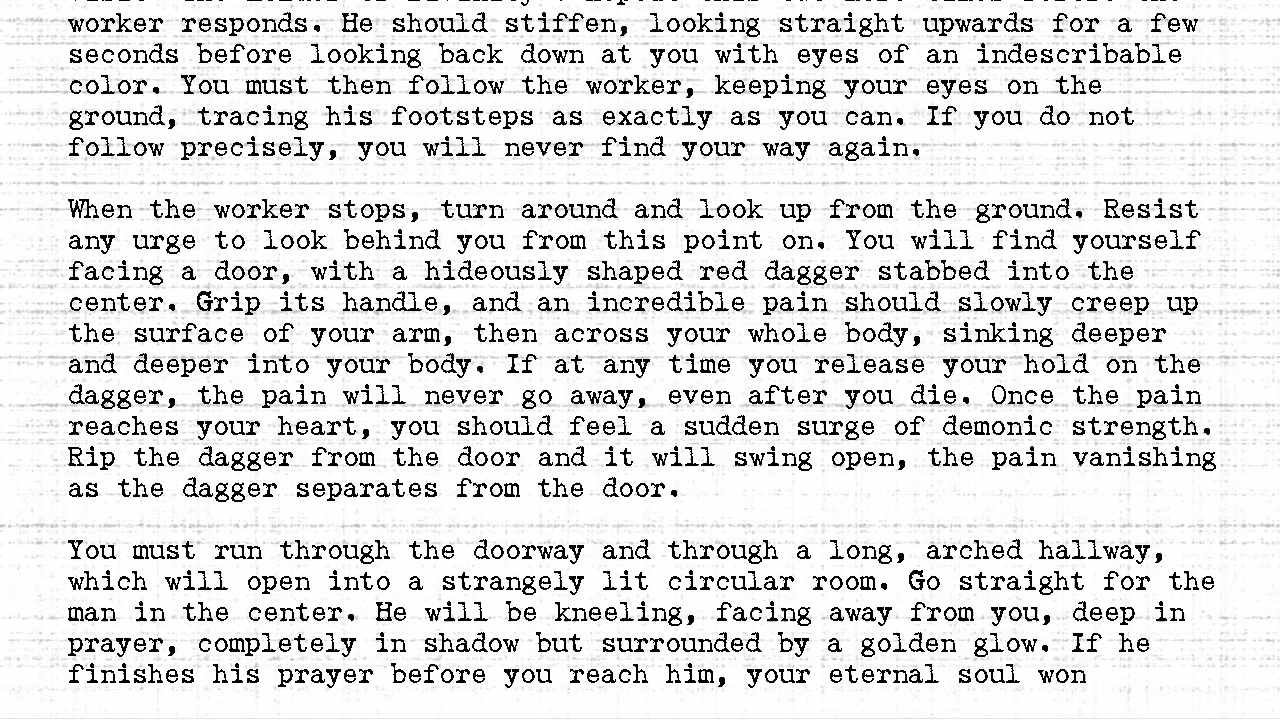 worker responds. He should stiffen, looking straight upwards for a few
seconds before looking back down at you with eyes of an indescribable
color. You must then follow the worker, keeping your eyes on the
ground, tracing his footsteps as exactly as you can. If you do not
follow precisely, you will never find your way again.
When the worker stops, turn around and look up from the ground. Resist
any urge to look behind you from this point on. You will find yourself
facing a door, with a hideously shaped red dagger stabbed into the
center. Grip its handle, and an incredible pain should slowly creep up
the surface of your arm, then across your whole body, sinking deeper
and deeper into your body. If at any time you release your hold on the
dagger, the pain will never go away, even after you die. Once the pain
reaches your heart, you should feel a sudden surge of demonic strength.
Rip the dagger from the door and it will swing open, the pain vanishing
as the dagger separates from the door.
You must run through the doorway and through a long, arched hallway,
which will open into a strangely lit circular room. Go straight for the
man in the center. He will be kneeling, facing away from you, deep in
prayer, completely in shadow but surrounded by a golden glow. If he
finishes his prayer before you reach him, your eternal soul won